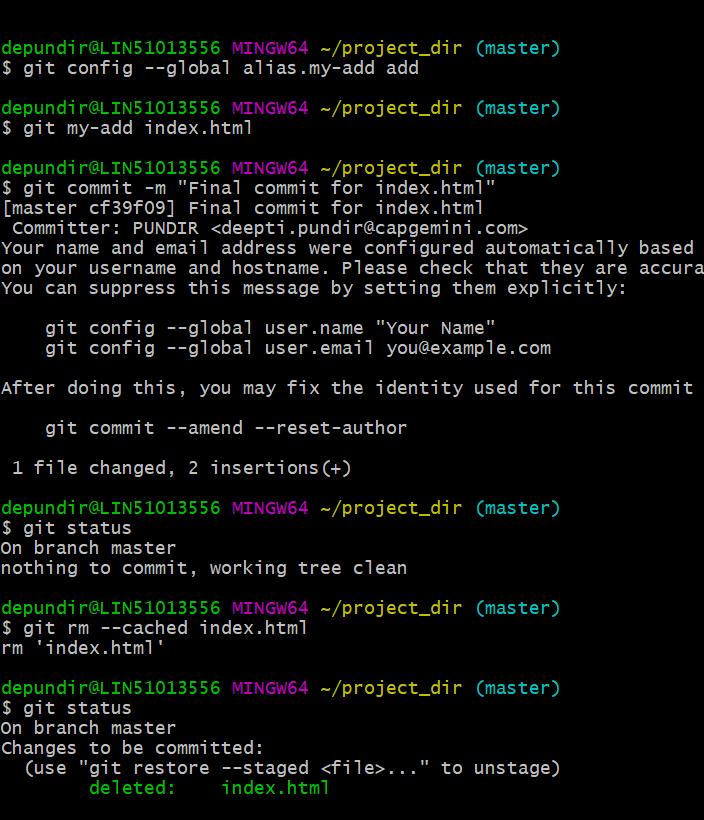 depundir@LIN51013556 MINGW64 ~/project_dir (master)
$ git config --global alias.my-add add
depundir@LIN51013556 MINGW64 ~/project_dir (master)
$ git my-add index.html
depundir@LIN51013556 MINGW64 ~/project_dir (master)
$ git commit -m "Final commit for index.html"
[master cf39f09] Final commit for index.html
 Committer: PUNDIR <deepti.pundir@capgemini.com>
Your name and email address were configured automatically based
on your username and hostname. Please check that they are accura
You can suppress this message by setting them explicitly:
    git config --global user.name "Your Name"
    git config --global user.email you@example.com
After doing this, you may fix the identity used for this commit
    git commit --amend --reset-author
 1 file changed, 2 insertions(+)
depundir@LIN51013556 MINGW64 ~/project_dir (master)
$ git status
On branch master
nothing to commit, working tree clean
depundir@LIN51013556 MINGW64 ~/project_dir (master)
$ git rm --cached index.html
rm 'index.html'
depundir@LIN51013556 MINGW64 ~/project_dir (master)
$ git status
On branch master
Changes to be committed:
  (use "git restore --staged <file>..." to unstage)
        deleted:    index.html